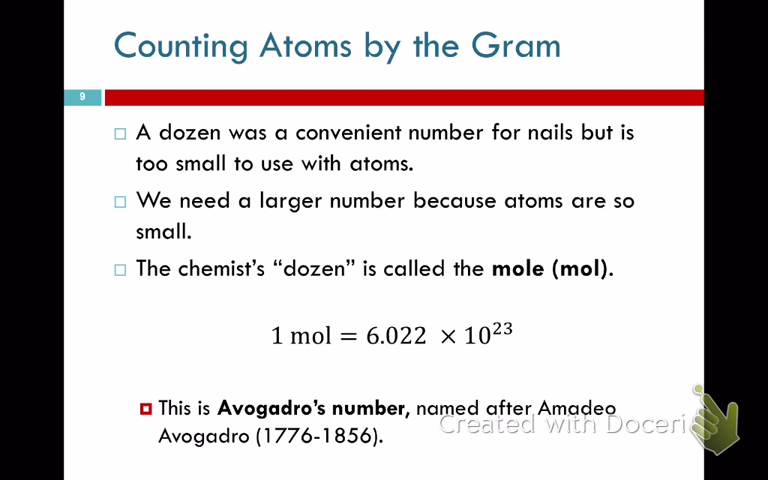 Counting Atoms by the Gram
9
A dozen was a convenient number for nails but is
too small to use with atoms.
We need a larger number because atoms are so
small.
The chemist's “dozen” is called the mole (mol).
1 mol = 6.022 × 10²³
This is Avogadro's number, named after Amadeo
Avogadro (1776-1856).
Created with Doceri